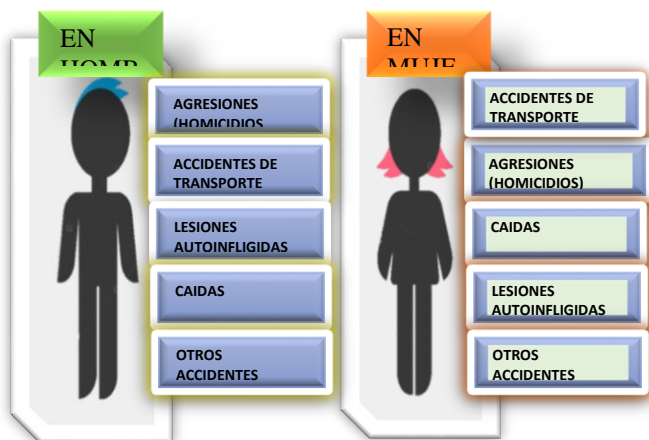 EN
AGRESIONES
(HOMICIDIOS
ACCIDENTES DE
TRANSPORTE
LESIONES
AUTOINFLIGIDAS
CAIDAS
OTROS
ACCIDENTES
EN
ACCIDENTES DE
TRANSPORTE
AGRESIONES
(HOMICIDIOS)
CAIDAS
LESIONES
AUTOINFLIGIDAS
OTROS
ACCIDENTES